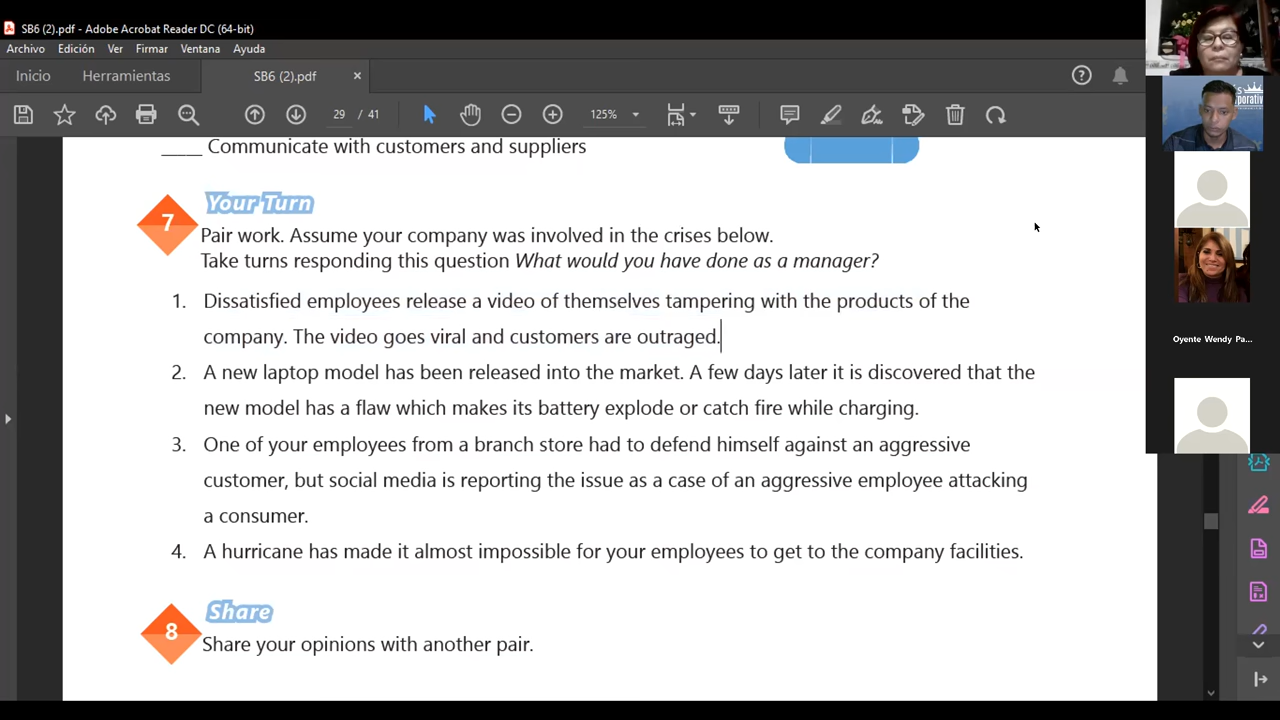 SB6 (2).pdf - Adobe Acrobat Reader DC (64-bit)
Archivo Edición Ver Firmar Ventana Ayuda
Inicio Herramientas SB6 (2).pdf ×
29 / 41 125%
____ Communicate with customers and suppliers
7 Your Turn
Pair work. Assume your company was involved in the crises below.
Take turns responding this question What would you have done as a manager?
1. Dissatisfied employees release a video of themselves tampering with the products of the
company. The video goes viral and customers are outraged.
2. A new laptop model has been released into the market. A few days later it is discovered that the
new model has a flaw which makes its battery explode or catch fire while charging.
3. One of your employees from a branch store had to defend himself against an aggressive
customer, but social media is reporting the issue as a case of an aggressive employee attacking
a consumer.
4. A hurricane has made it almost impossible for your employees to get to the company facilities.
8 Share
Share your opinions with another pair.
Oyente Wendy Pa...